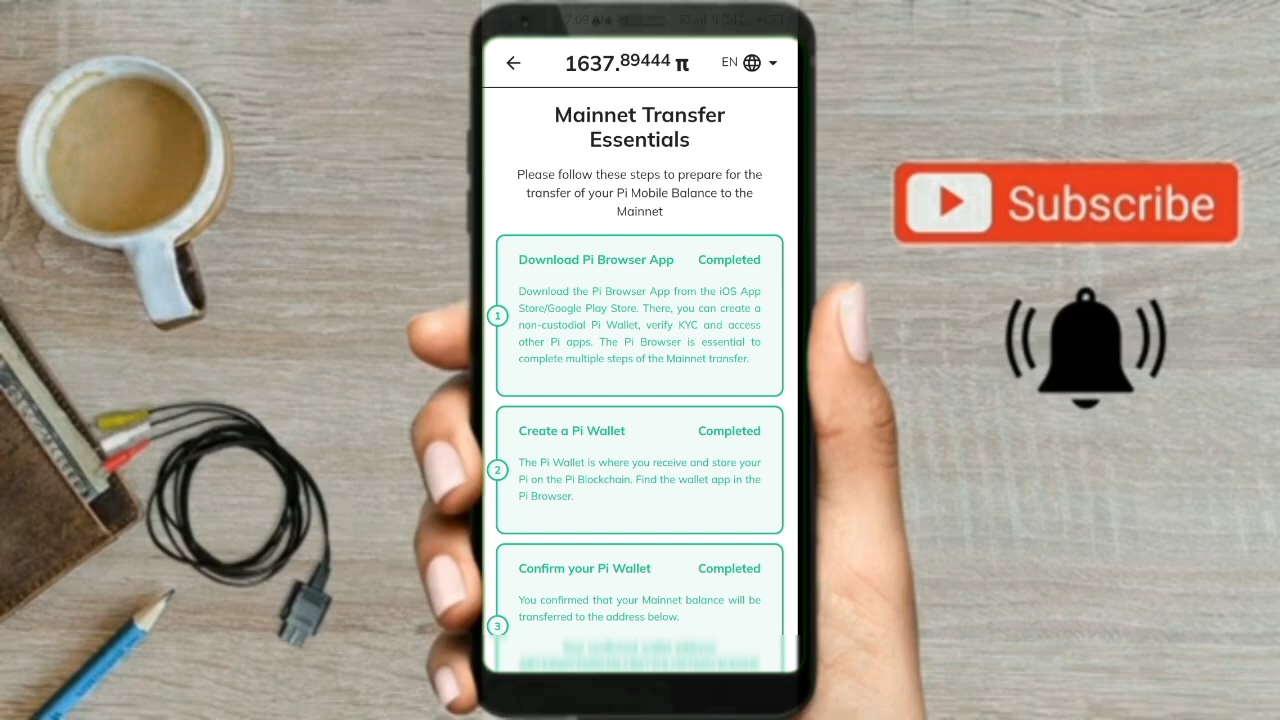 1637.89444 π
EN
Mainnet Transfer
Essentials
Please follow these steps to prepare for the
transfer of your Pi Mobile Balance to the
Mainnet
Download Pi Browser App Completed
Download the Pi Browser App from the iOS App
Store/Google Play Store. There, you can create a
1
non-custodial Pi Wallet, verify KYC and access
other Pi apps. The Pi Browser is essential to
complete multiple steps of the Mainnet transfer.
Create a Pi Wallet Completed
The Pi Wallet is where you receive and store your
2
Pi on the Pi Blockchain. Find the wallet app in the
Pi Browser.
Confirm your Pi Wallet Completed
You confirmed that your Mainnet balance will be
transferred to the address below.
3
Subscribe